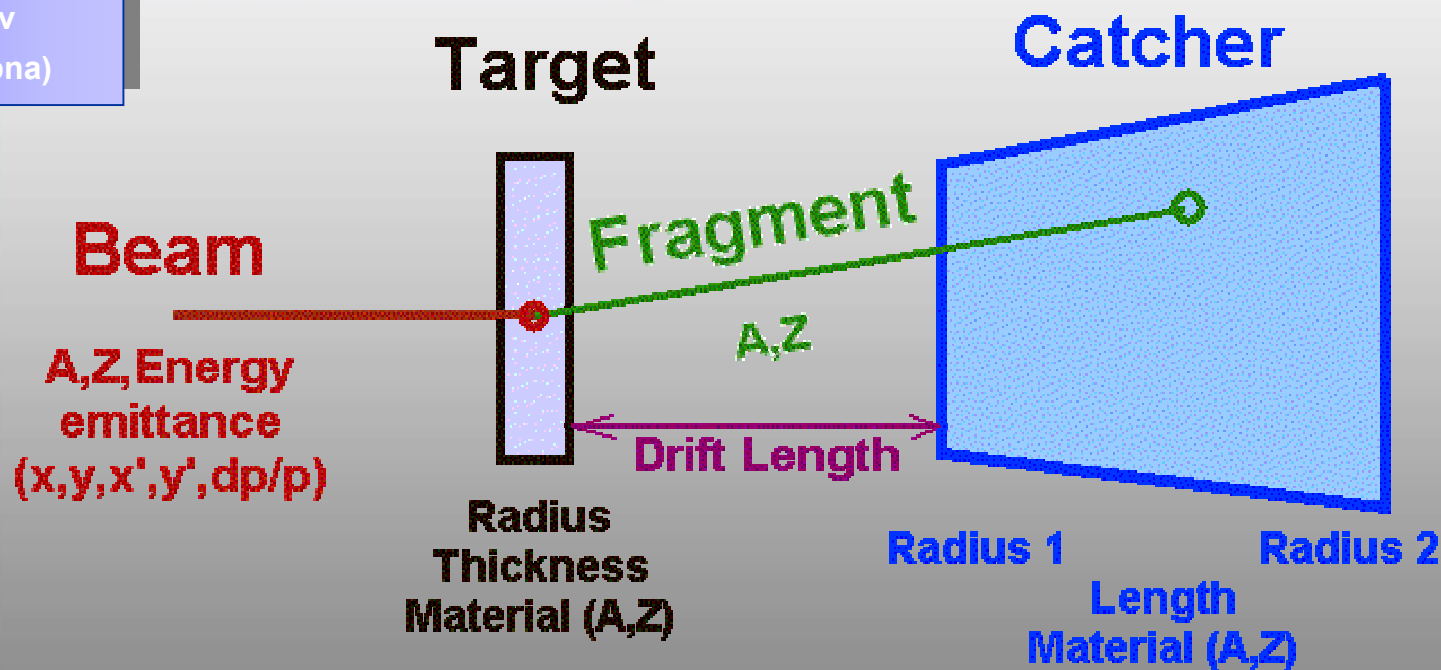 Target
Catcher
Beam
Fragment
A,Z
A,Z,Energy
emittance
(x,y,x',y',dp/p)
Drift Length
Radius
Thickness
Material (A,Z)
Radius 1
Radius 2
Length
Material (A,Z)